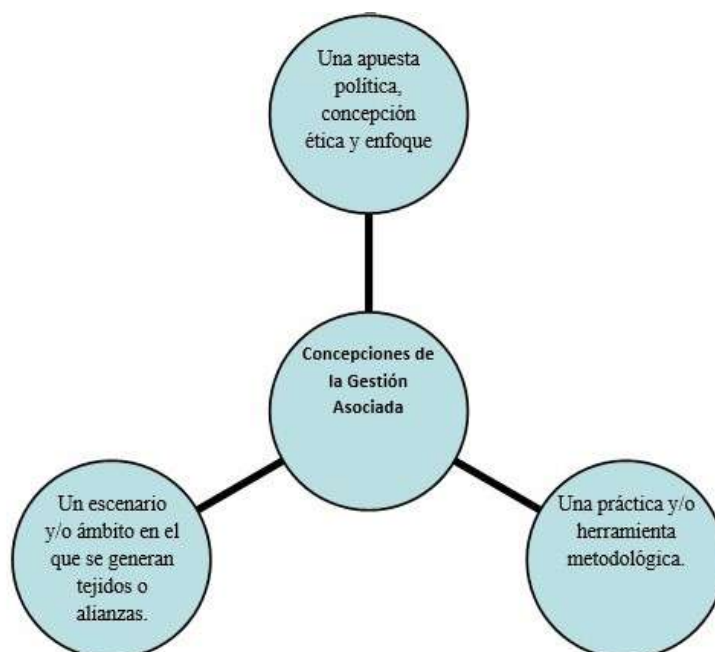 Una apuesta
política,
concepción
ética y enfoque
Concepciones de
la Gestión
Asociada
Un escenario
y/o ámbito en el
que se generan
tejidos o
alianzas.
Una práctica y/o
herramienta
metodológica.